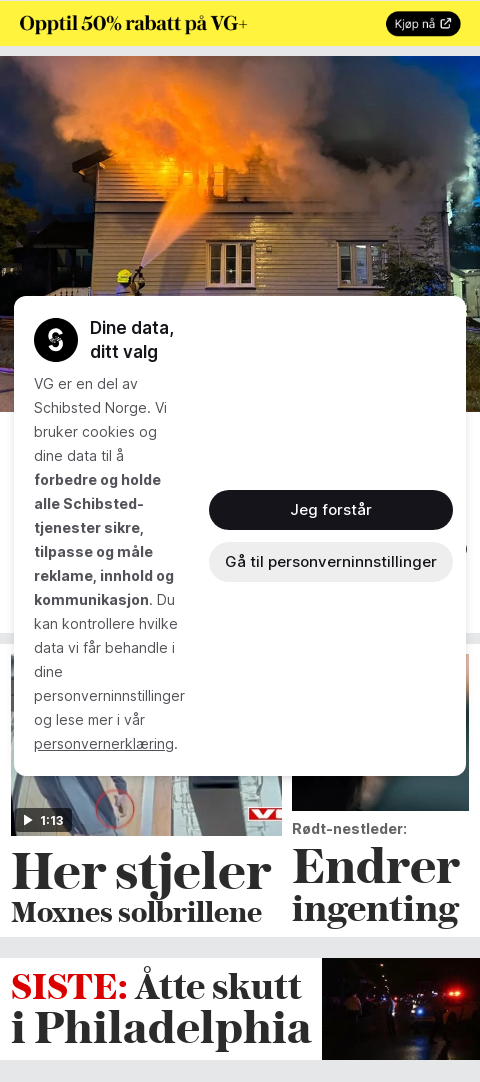 Opptil 50% rabatt på VG+
Kjøp nå
Dine data,
ditt valg
VG er en del av
Schibsted Norge. Vi
bruker cookies og
dine data til å
forbedre og holde
alle Schibsted-
tjenester sikre,
tilpasse og måle
reklame, innhold og
kommunikasjon. Du
kan kontrollere hvilke
data vi får behandle i
dine
personverninnstillinger
og lese mer i vår
personvernerklæring.
Jeg forstår
Gå til personverninnstillinger
1:13
VG
Her stjeler
Moxnes solbrillene
Rødt-nestleder:
Endrer
ingenting
SISTE: Åtte skutt
i Philadelphia